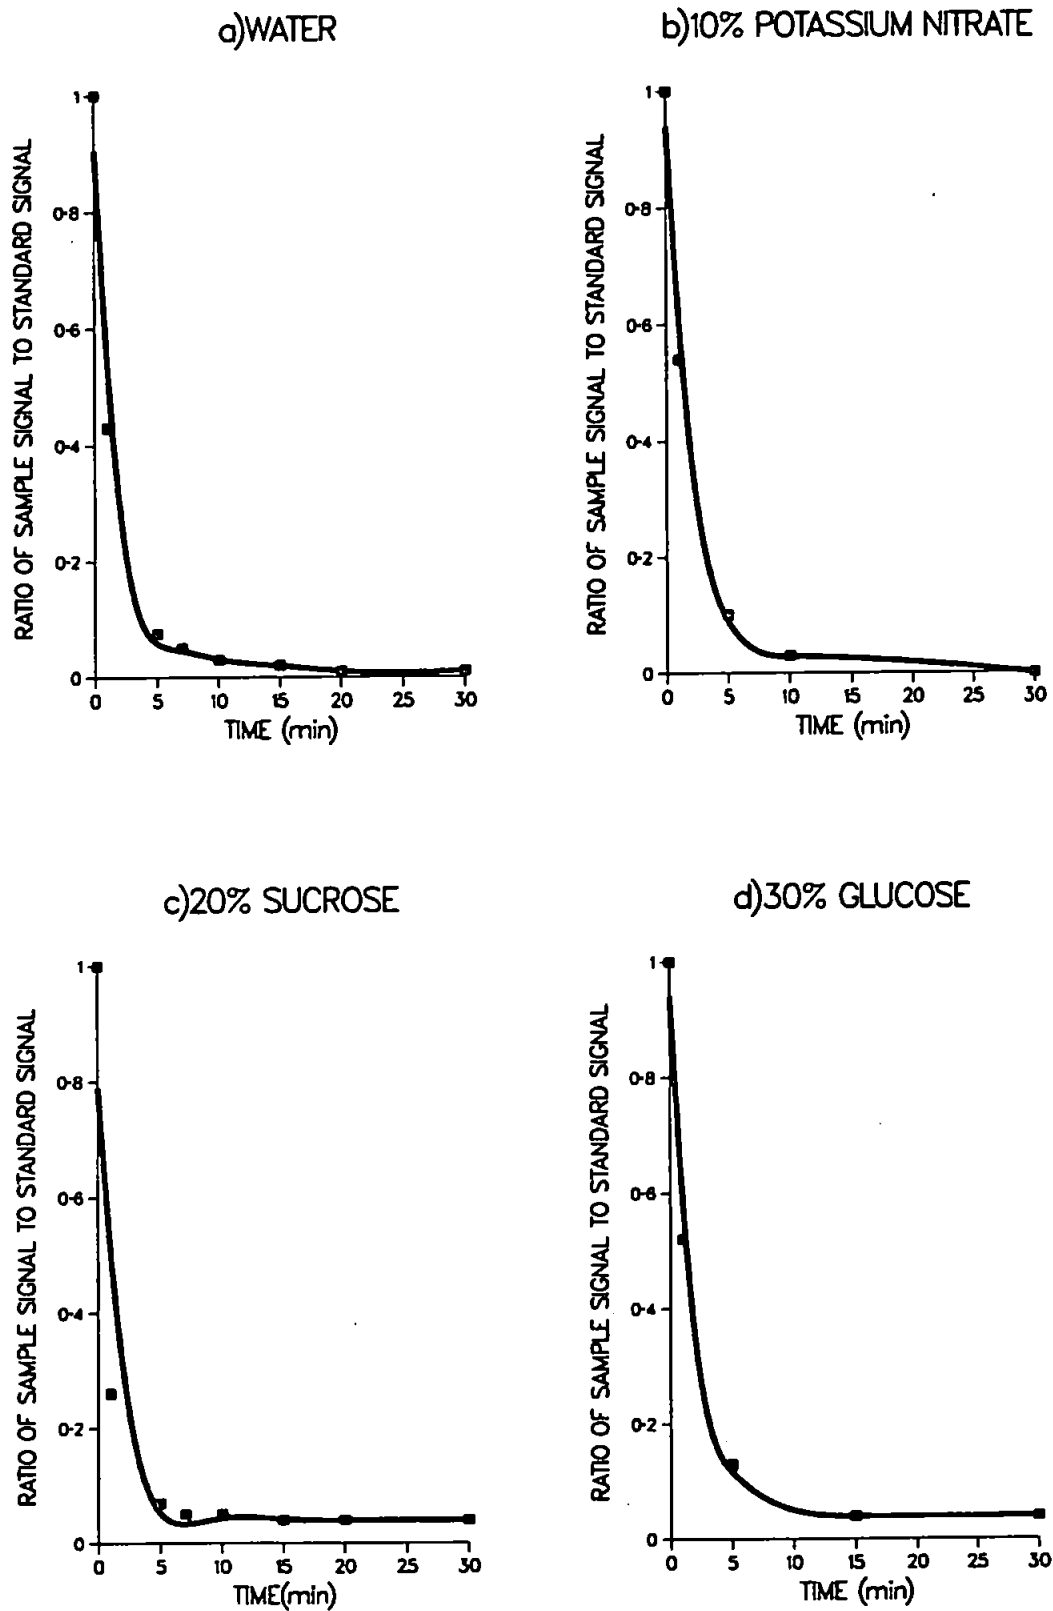 a)WATER
RATIO OF SAMPLE SIGNAL TO STANDARD SIGNAL
1
0·8
0·6
0·4
0·2
0
0 5 10 15 20 25 30
TIME (min)
b)10% POTASSIUM NITRATE
RATIO OF SAMPLE SIGNAL TO STANDARD SIGNAL
1
0·8
0·6
0·4
0·2
0
0 5 10 15 20 25 30
TIME (min)
c)20% SUCROSE
RATIO OF SAMPLE SIGNAL TO STANDARD SIGNAL
1
0·8
0·6
0·4
0·2
0
0 5 10 15 20 25 30
TIME(min)
d)30% GLUCOSE
RATIO OF SAMPLE SIGNAL TO STANDARD SIGNAL
1
0·8
0·6
0·4
0·2
0
0 5 10 15 20 25 30
TIME (min)